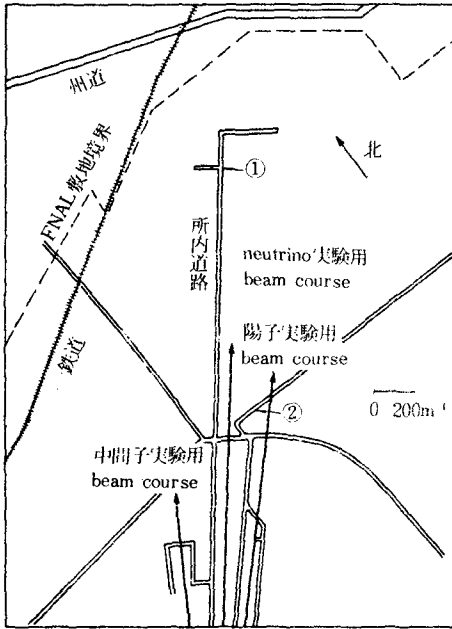 州道
①
北
FNAL敷地境界
所内道路
neutrino実験用
beam course
陽子実験用
beam course
鉄道
②
0 200m
中間子実験用
beam course